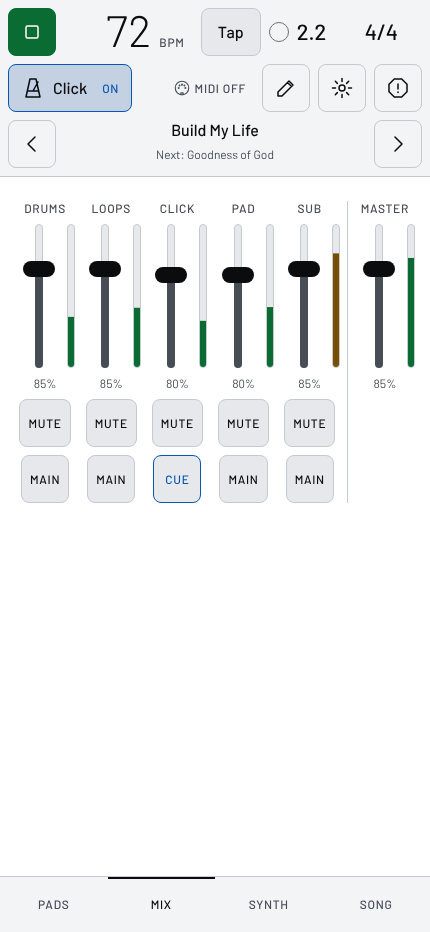 72 BPM Tap 2.2 4/4
Click ON MIDI OFF
Build My Life
Next: Goodness of God
DRUMS LOOPS CLICK PAD SUB MASTER
85% 85% 80% 80% 85% 85%
MUTE MUTE MUTE MUTE MUTE
MAIN MAIN CUE MAIN MAIN
PADS MIX SYNTH SONG